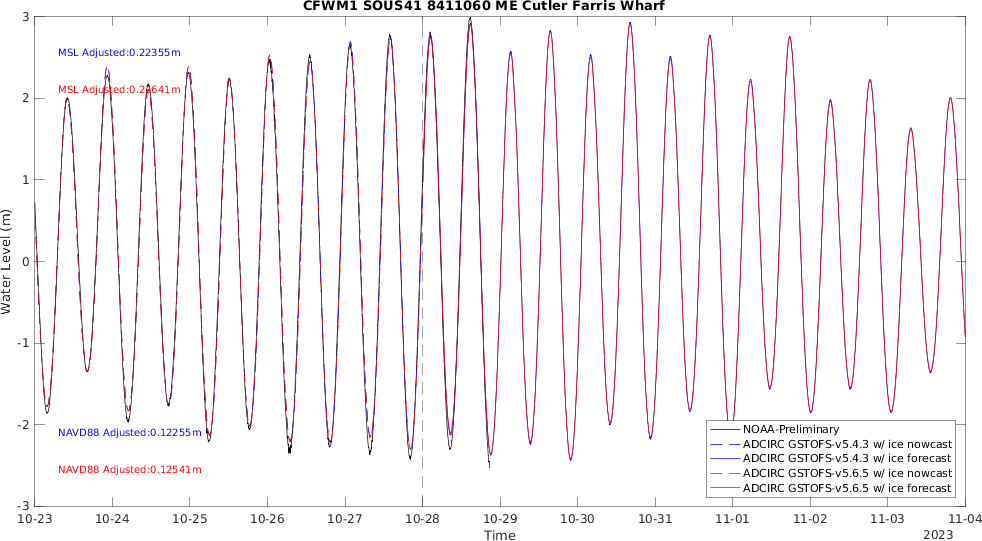 CFWM1 SOUS41 8411060 ME Cutler Farris Wharf
3
2
1
0
-1
-2
-3
Water Level (m)
MSL Adjusted:0.22355m
MSL Adjusted:0.22641m
NAVD88 Adjusted:0.12255m
NAVD88 Adjusted:0.12541m
NOAA-Preliminary
ADCIRC GSTOFS-v5.4.3 w/ ice nowcast
ADCIRC GSTOFS-v5.4.3 w/ ice forecast
ADCIRC GSTOFS-v5.6.5 w/ ice nowcast
ADCIRC GSTOFS-v5.6.5 w/ ice forecast
10-23 10-24 10-25 10-26 10-27 10-28 10-29 10-30 10-31 11-01 11-02 11-03 11-04
Time
2023